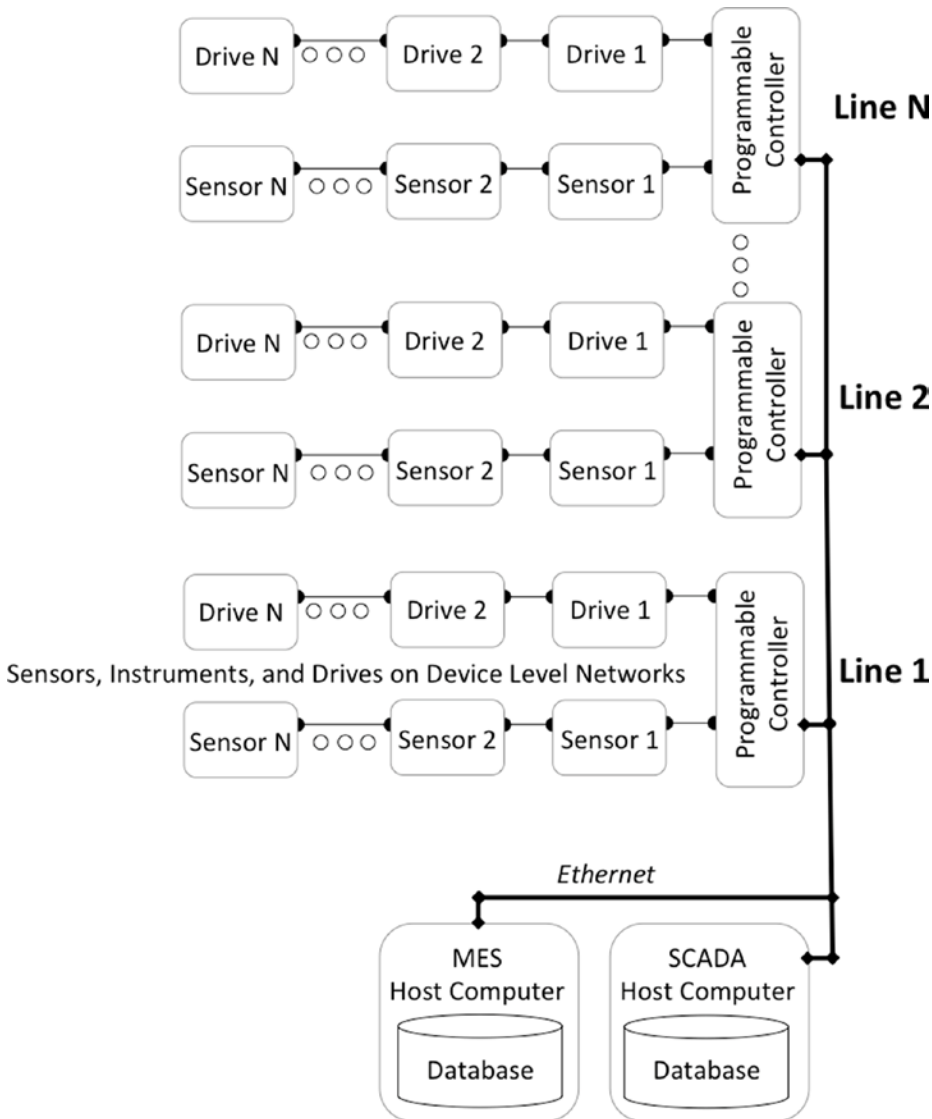 Drive N
Drive 2
Drive 1
Programmable
Controller
Line N
Sensor N
Sensor 2
Sensor 1
Drive N
Drive 2
Drive 1
Programmable
Controller
Line 2
Sensor N
Sensor 2
Sensor 1
Drive N
Drive 2
Drive 1
Programmable
Controller
Sensors, Instruments, and Drives on Device Level Networks
Line 1
Sensor N
Sensor 2
Sensor 1
Ethernet
MES
Host Computer
Database
SCADA
Host Computer
Database